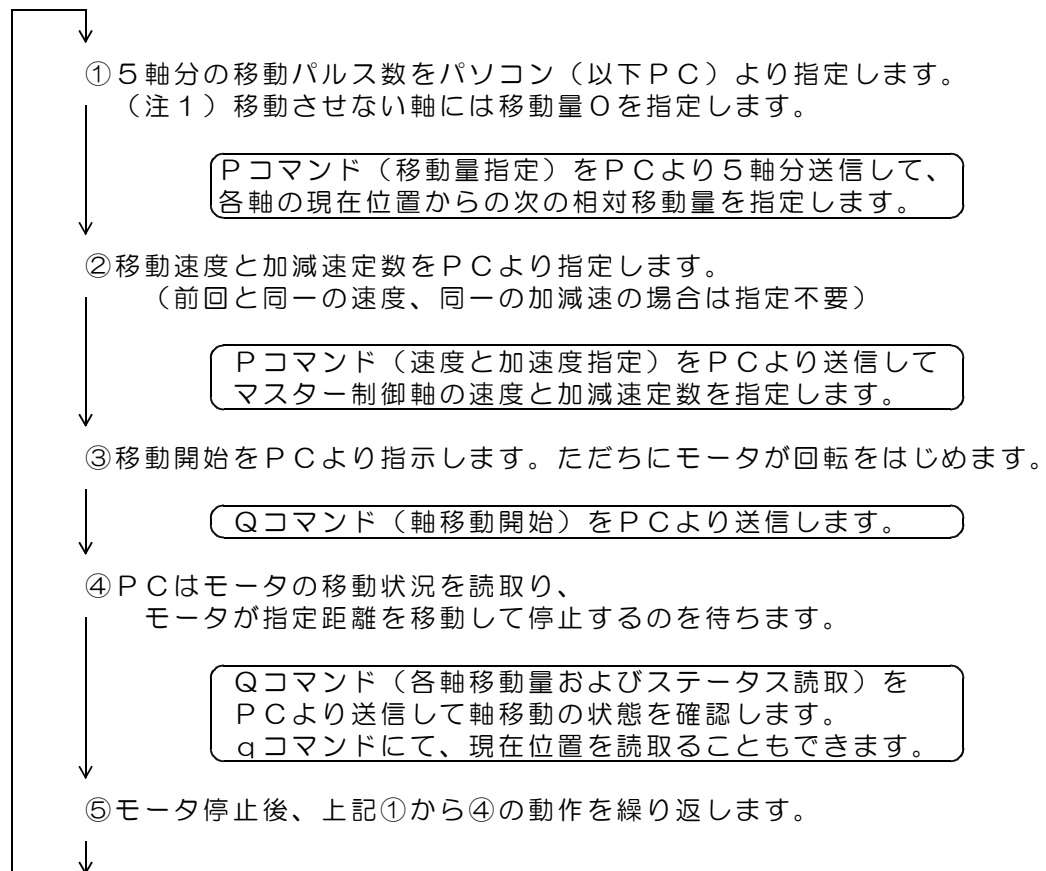 ①５軸分の移動パルス数をパソコン（以下ＰＣ）より指定します。
（注１）移動させない軸には移動量０を指定します。
Ｐコマンド（移動量指定）をＰＣより５軸分送信して、
各軸の現在位置からの次の相対移動量を指定します。
②移動速度と加減速定数をＰＣより指定します。
（前回と同一の速度、同一の加減速の場合は指定不要）
Ｐコマンド（速度と加速度指定）をＰＣより送信して
マスター制御軸の速度と加減速定数を指定します。
③移動開始をＰＣより指示します。ただちにモータが回転をはじめます。
Ｑコマンド（軸移動開始）をＰＣより送信します。
④ＰＣはモータの移動状況を読取り、
モータが指定距離を移動して停止するのを待ちます。
Ｑコマンド（各軸移動量およびステータス読取）を
ＰＣより送信して軸移動の状態を確認します。
ｑコマンドにて、現在位置を読取ることもできます。
⑤モータ停止後、上記①から④の動作を繰り返します。